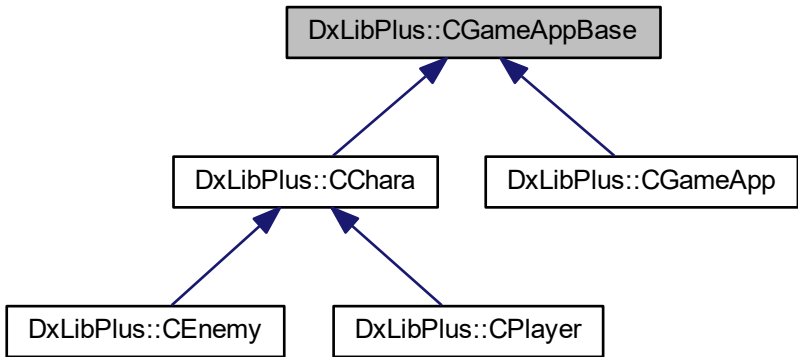 DxLibPlus::CGameAppBase
DxLibPlus::CChara
DxLibPlus::CGameApp
DxLibPlus::CEnemy
DxLibPlus::CPlayer